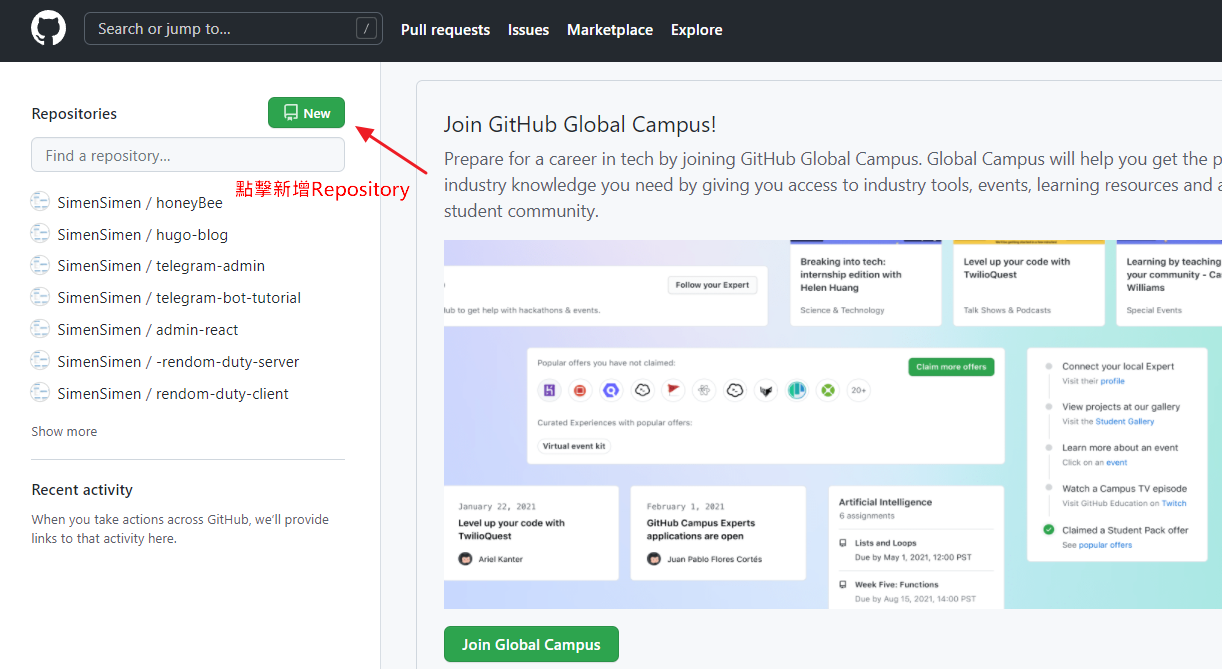 Search or jump to...
/
Pull requests
Issues
Marketplace
Explore
Repositories
New
Find a repository...
點擊新增Repository
SimenSimen / honeyBee
SimenSimen / hugo-blog
SimenSimen / telegram-admin
SimenSimen / telegram-bot-tutorial
SimenSimen / admin-react
SimenSimen / -rendom-duty-server
SimenSimen / rendom-duty-client
Show more
Recent activity
When you take actions across GitHub, we'll provide
links to that activity here.
Join GitHub Global Campus!
Prepare for a career in tech by joining GitHub Global Campus. Global Campus will help you get the p
industry knowledge you need by giving you access to industry tools, events, learning resources and a
student community.
Follow your Expert
to get help with hackathons & events.
Breaking into tech:
internship edition with
Helen Huang
Science & Technology
Level up your code with
TwilioQuest
Talk Shows & Podcasts
Learning by teaching
your community - Ca
Williams
Special Events
Popular offers you have not claimed:
Claim more offers
20+
Curated Experiences with popular offers:
Virtual event kit
Connect your local Expert
Visit their profile
View projects at our gallery
Visit the Student Gallery
Learn more about an event
Click on an event
Watch a Campus TV episode
Visit GitHub Education on Twitch
Claimed a Student Pack offer
See popular offers
January 22, 2021
Level up your code with
TwilioQuest
Ariel Kanter
February 1, 2021
GitHub Campus Experts
applications are open
Juan Pablo Flores Cortés
Artificial Intelligence
6 assignments
Lists and Loops
Due by May 1, 2021, 12:00 PST
Week Five: Functions
Due by Aug 15, 2021, 14:00 PST
Join Global Campus